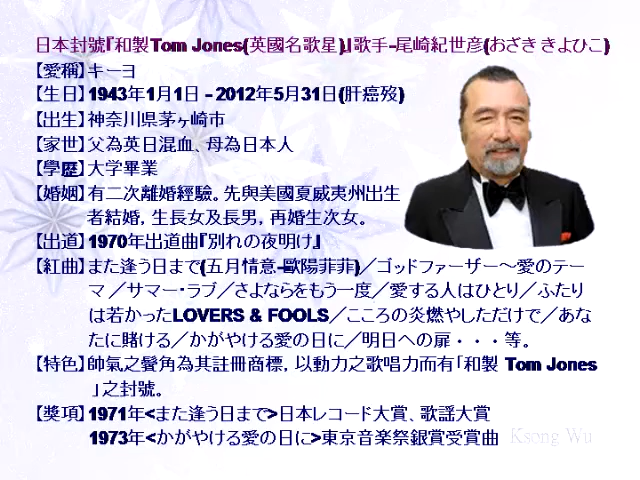 日本封號『和製Tom Jones(英國名歌星)』歌手-尾崎紀世彦(おざき きよひこ)
【愛稱】キーヨ
【生日】1943年1月1日 - 2012年5月31日(肝癌歿)
【出生】神奈川県茅ヶ崎市
【家世】父為英日混血、母為日本人
【學歷】大学畢業
【婚姻】有二次離婚經驗。先與美國夏威夷州出生
者結婚，生長女及長男，再婚生次女。
【出道】1970年出道曲『別れの夜明け』
【紅曲】また逢う日まで(五月情意-歐陽菲菲)／ゴッドファーザー～愛のテー
マ／サマー・ラブ／さよならをもう一度／愛する人はひとり／ふたり
は若かったLOVERS & FOOLS／こころの炎燃やしただけで／あな
たに賭ける／かがやける愛の日に／明日への扉・・・等。
【特色】帥氣之鬢角為其註冊商標，以動力之歌唱力而有「和製 Tom Jones
」之封號。
【獎項】1971年<また逢う日まで>日本レコード大賞、歌謡大賞
1973年<かがやける愛の日に>東京音楽祭銀賞受賞曲
Ksong Wu